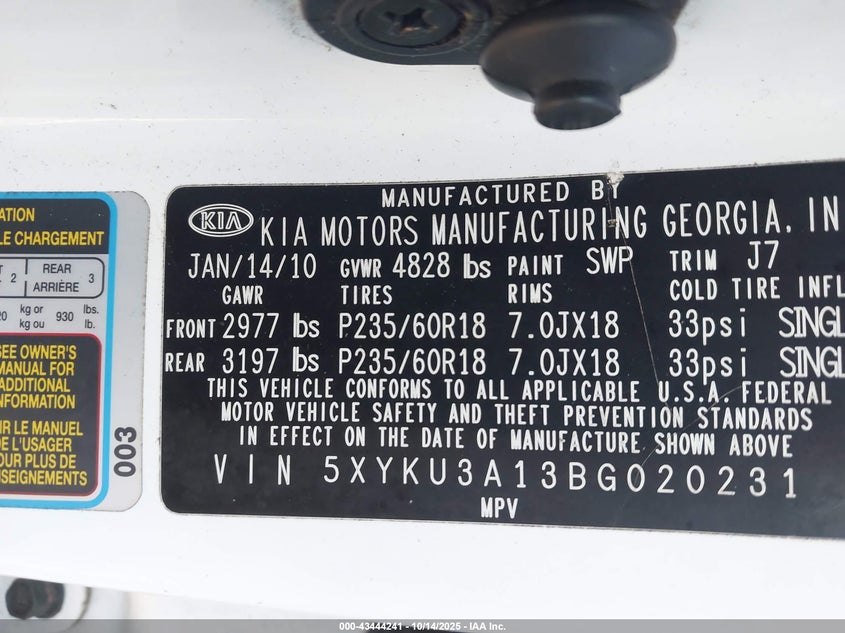 ATION
LE CHARGEMENT
2 REAR 3
ARRIÈRE
20 kg or 930 lbs.
kg ou lb.
SEE OWNER'S
MANUAL FOR
ADDITIONAL
INFORMATION
LE MANUEL
L'USAGER
PLUS DE
003
MANUFACTURED BY
KIA KIA MOTORS MANUFACTURING GEORGIA, IN
JAN/14/10 GVWR 4828 lbs PAINT SWP TRIM J7
GAWR TIRES RIMS COLD TIRE INFL
FRONT 2977 lbs P235/60R18 7.0JX18 33psi SINGL
REAR 3197 lbs P235/60R18 7.0JX18 33psi SINGL
THIS VEHICLE CONFORMS TO ALL APPLICABLE U.S.A. FEDERAL
MOTOR VEHICLE SAFETY AND THEFT PREVENTION STANDARDS
IN EFFECT ON THE DATE OF MANUFACTURE SHOWN ABOVE
VIN 5XYKU3A13BG020231
MPV
000-43444241 - 10/14/2025 - IAA Inc.